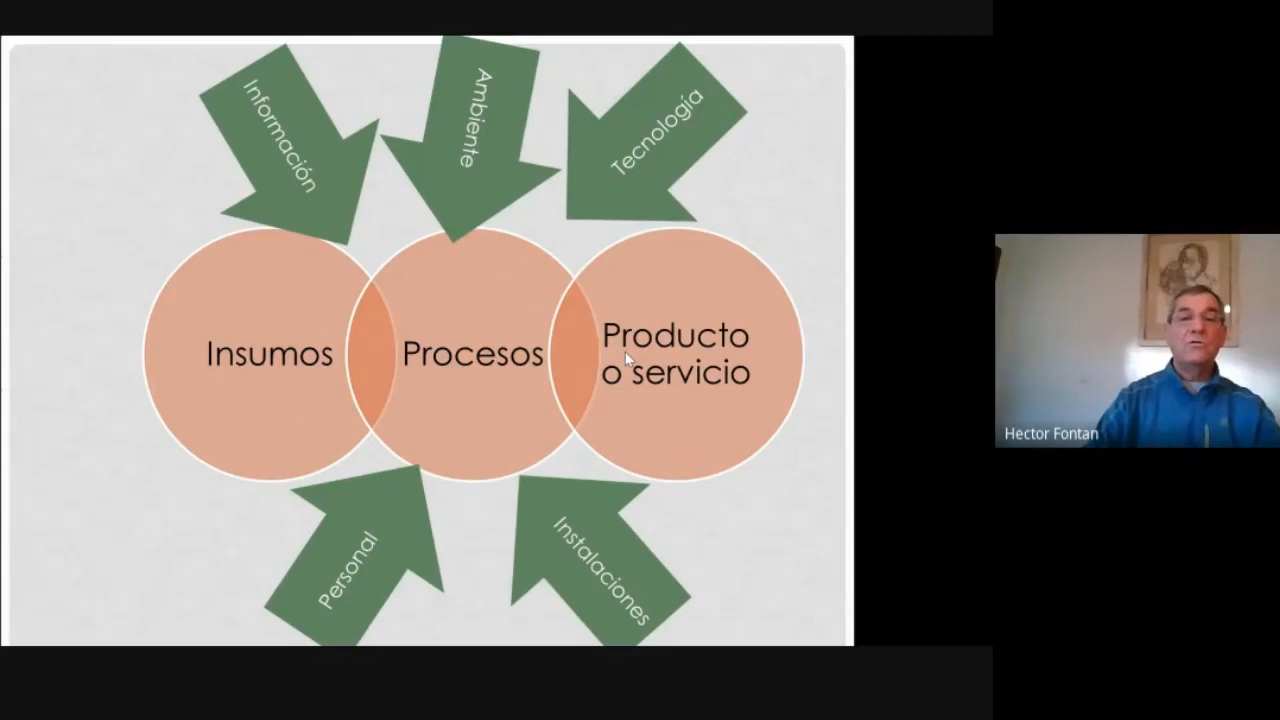 Información
Ambiente
Tecnología
Insumos
Procesos
Producto
o servicio
Personal
Instalaciones
Hector Fontan